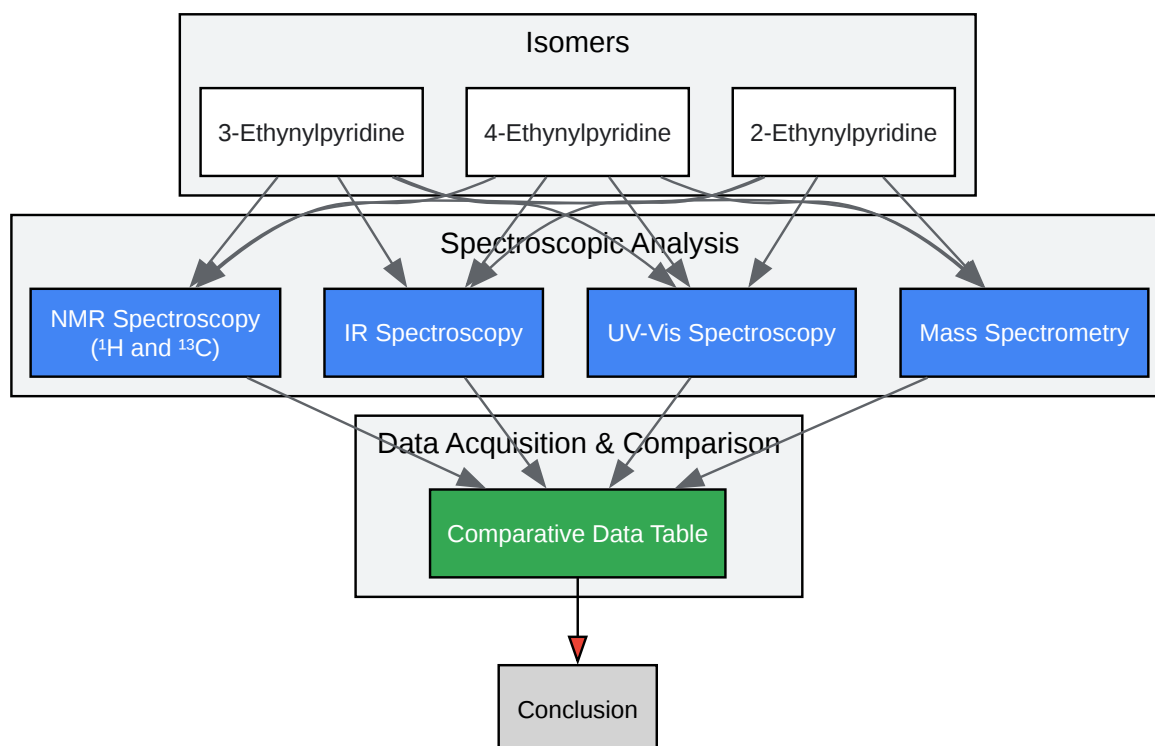 Isomers
3-Ethynylpyridine
4-Ethynylpyridine
2-Ethynylpyridine
Spectroscopic Analysis
NMR Spectroscopy
(¹H and ¹³C)
IR Spectroscopy
UV-Vis Spectroscopy
Mass Spectrometry
Data Acquisition & Comparison
Comparative Data Table
Conclusion